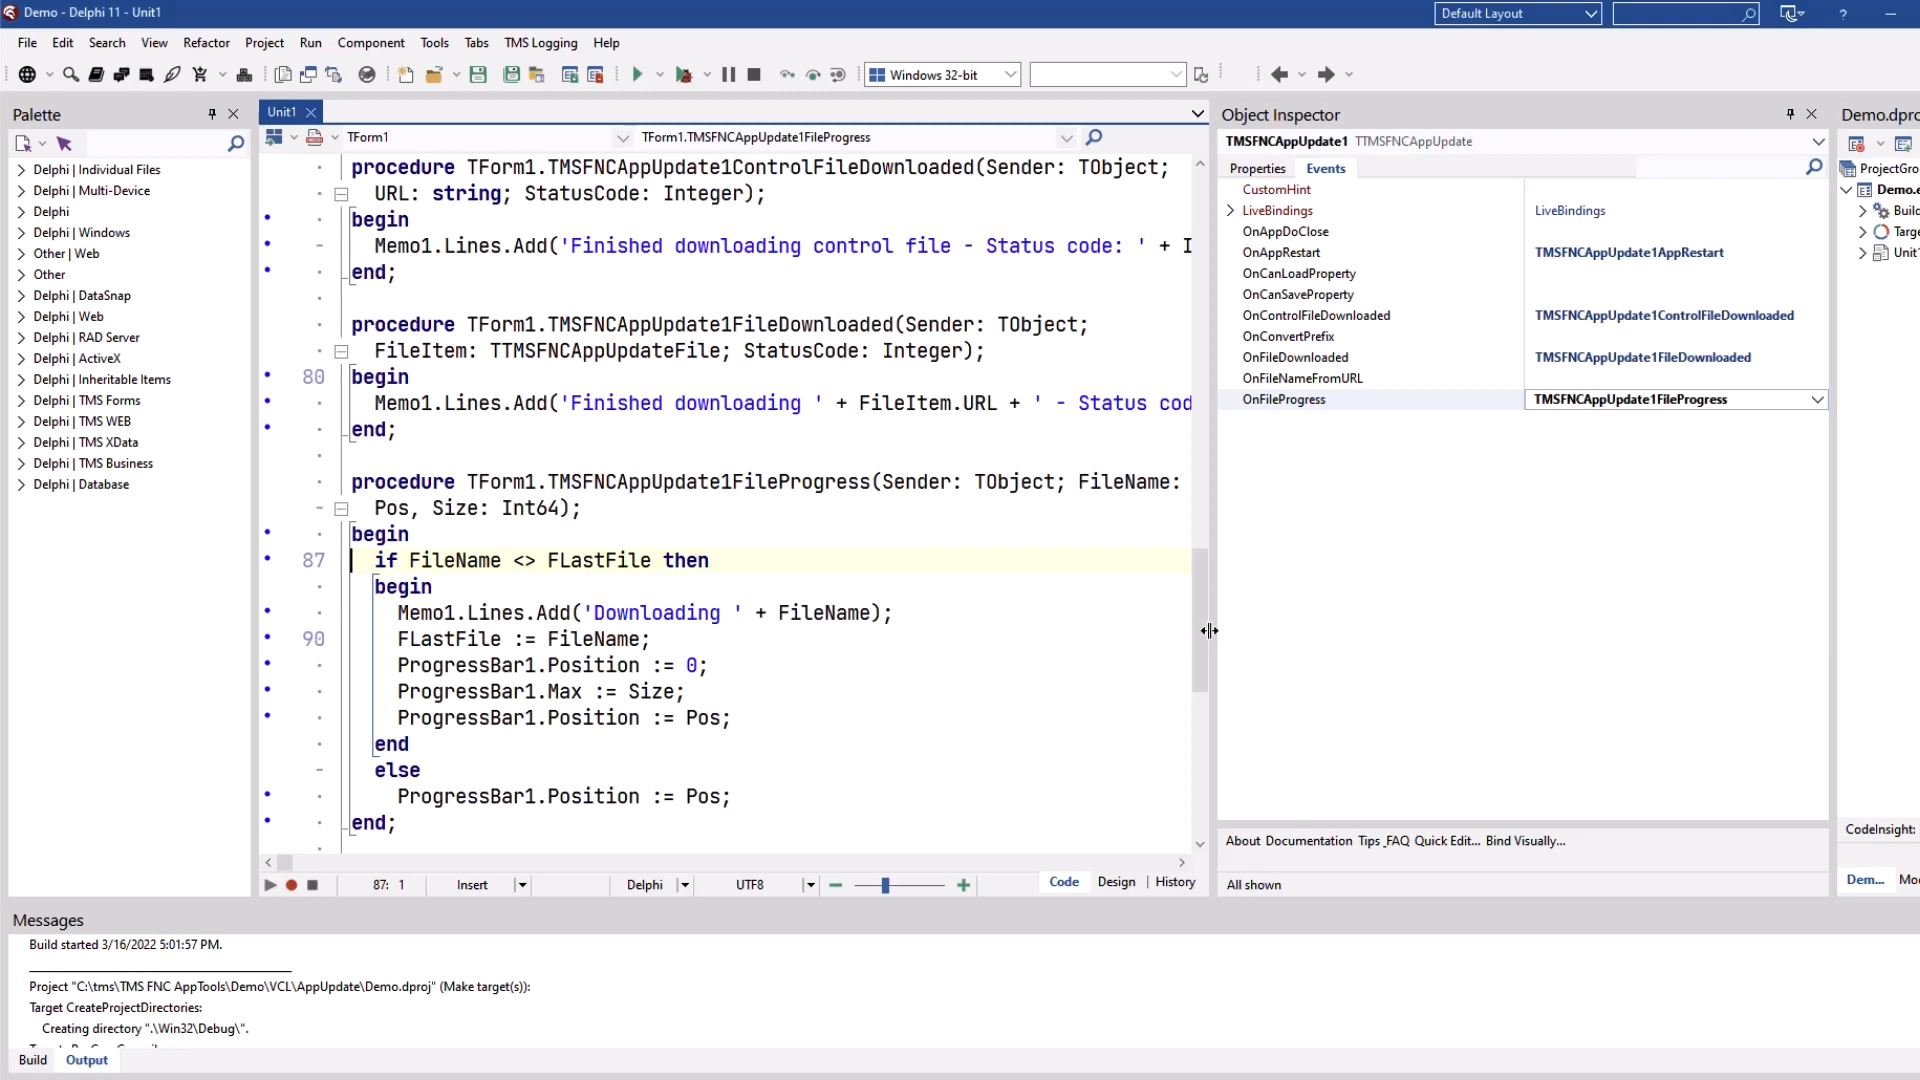 Demo - Delphi 11 - Unit1
Default Layout
?
File Edit Search View Refactor Project Run Component Tools Tabs TMS Logging Help
Windows 32-bit
Palette
Delphi | Individual Files
Delphi | Multi-Device
Delphi
Delphi | Windows
Other | Web
Other
Delphi | DataSnap
Delphi | Web
Delphi | RAD Server
Delphi | ActiveX
Delphi | Inheritable Items
Delphi | TMS Forms
Delphi | TMS WEB
Delphi | TMS XData
Delphi | TMS Business
Delphi | Database
Unit1
TForm1 TForm1.TMSFNCAppUpdate1FileProgress
procedure TForm1.TMSFNCAppUpdate1ControlFileDownloaded(Sender: TObject;
URL: string; StatusCode: Integer);
begin
Memo1.Lines.Add('Finished downloading control file - Status code: ' + I
end;
procedure TForm1.TMSFNCAppUpdate1FileDownloaded(Sender: TObject;
FileItem: TTMSFNCAppUpdateFile; StatusCode: Integer);
80 begin
Memo1.Lines.Add('Finished downloading ' + FileItem.URL + ' - Status cod
end;
procedure TForm1.TMSFNCAppUpdate1FileProgress(Sender: TObject; FileName:
Pos, Size: Int64);
begin
87 if FileName <> FLastFile then
begin
Memo1.Lines.Add('Downloading ' + FileName);
90 FLastFile := FileName;
ProgressBar1.Position := 0;
ProgressBar1.Max := Size;
ProgressBar1.Position := Pos;
end
else
ProgressBar1.Position := Pos;
end;
87: 1 Insert Delphi UTF8 Code Design History
Object Inspector
TMSFNCAppUpdate1 TTMSFNCAppUpdate
Properties Events
CustomHint
LiveBindings LiveBindings
OnAppDoClose
OnAppRestart TMSFNCAppUpdate1AppRestart
OnCanLoadProperty
OnCanSaveProperty
OnControlFileDownloaded TMSFNCAppUpdate1ControlFileDownloaded
OnConvertPrefix
OnFileDownloaded TMSFNCAppUpdate1FileDownloaded
OnFileNameFromURL
OnFileProgress TMSFNCAppUpdate1FileProgress
About Documentation Tips _FAQ Quick Edit... Bind Visually...
All shown
Demo.dpro
ProjectGro
Demo.e
Build
Targe
Unit1
CodeInsight:
Dem... Mod
Messages
Build started 3/16/2022 5:01:57 PM.
Project "C:\tms\TMS FNC AppTools\Demo\VCL\AppUpdate\Demo.dproj" (Make target(s)):
Target CreateProjectDirectories:
Creating directory ".\Win32\Debug\".
Build Output